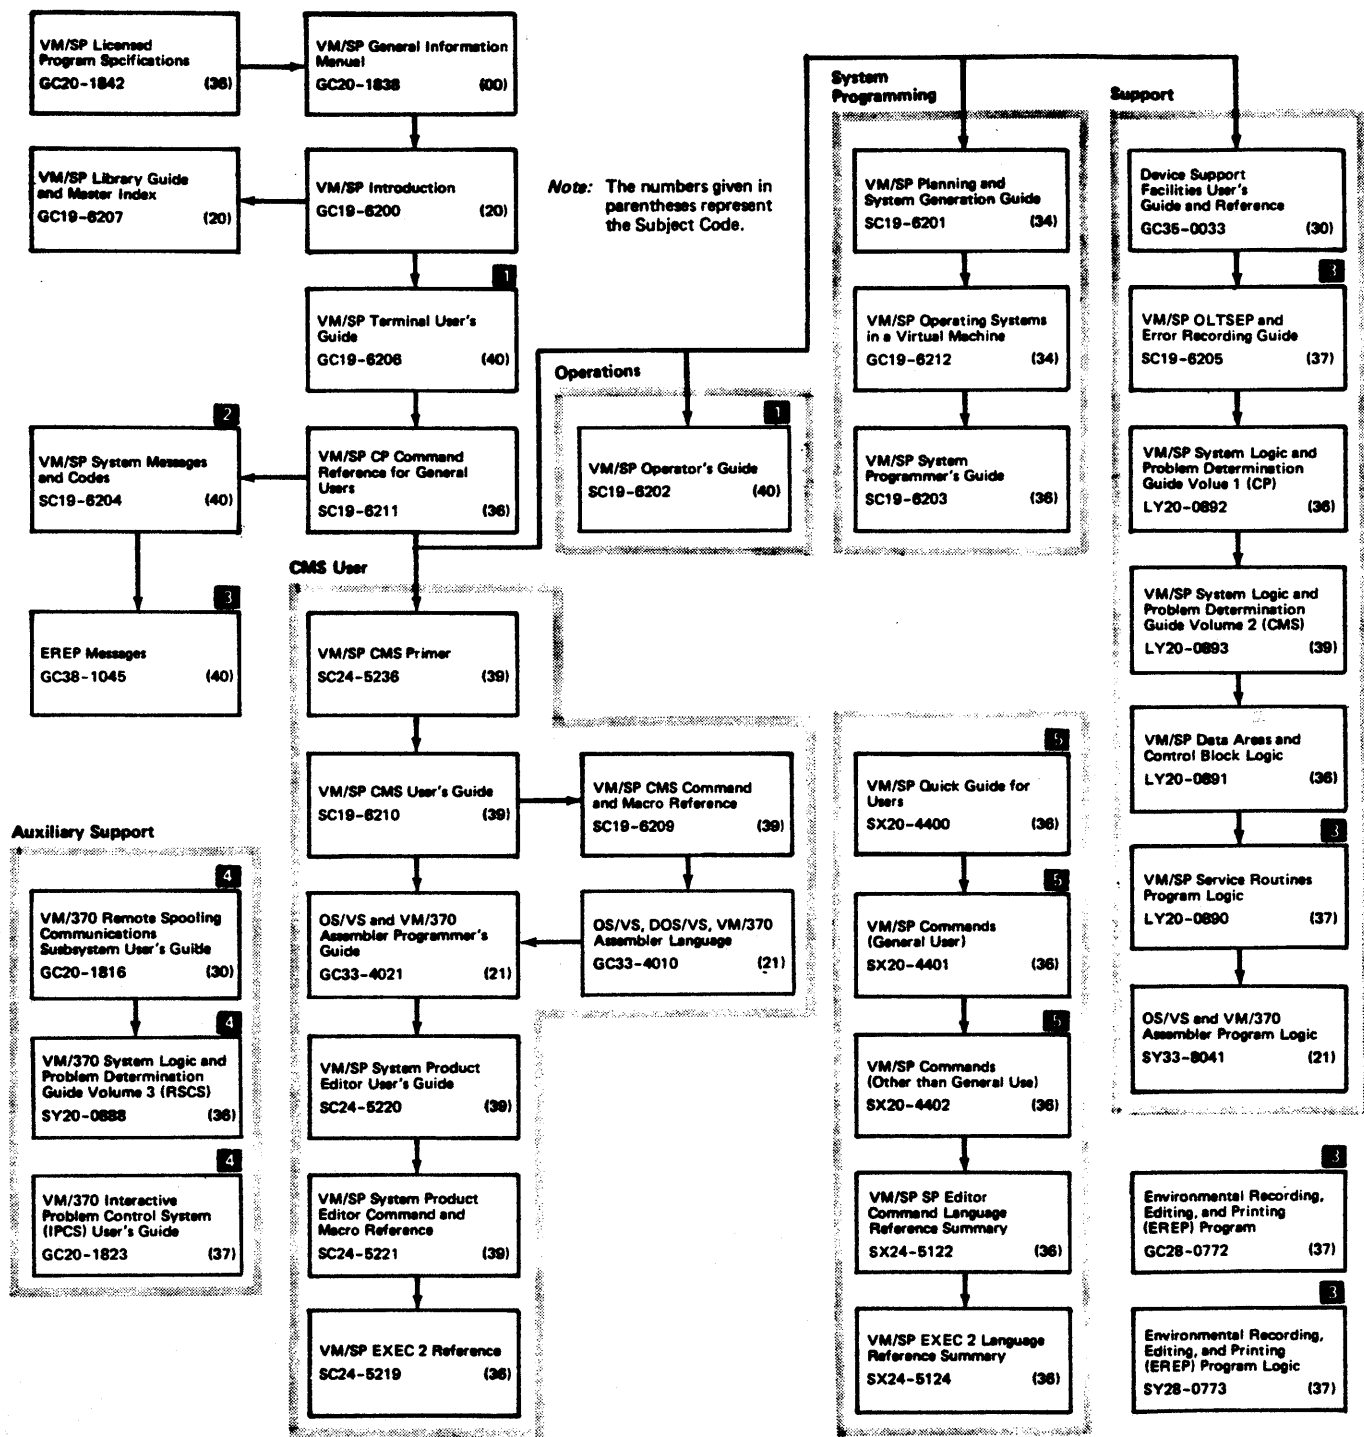 VM/SP Licensed
Program Spcifications
GC20-1842 (36)
VM/SP General Information
Manual
GC20-1838 (00)
VM/SP Library Guide
and Master Index
GC19-6207 (20)
VM/SP Introduction
GC19-6200 (20)
Note: The numbers given in
parentheses represent
the Subject Code.
1
VM/SP Terminal User's
Guide
GC19-6206 (40)
2
VM/SP System Messages
and Codes
SC19-6204 (40)
VM/SP CP Command
Reference for General
Users
SC19-6211 (36)
3
EREP Messages
GC38-1045 (40)
Operations
1
VM/SP Operator's Guide
SC19-6202 (40)
System
Programming
VM/SP Planning and
System Generation Guide
SC19-6201 (34)
VM/SP Operating Systems
in a Virtual Machine
GC19-6212 (34)
VM/SP System
Programmer's Guide
SC19-6203 (36)
Support
Device Support
Facilities User's
Guide and Reference
GC35-0033 (30)
3
VM/SP OLTSEP and
Error Recording Guide
SC19-6205 (37)
VM/SP System Logic and
Problem Determination
Guide Volue 1 (CP)
LY20-0892 (36)
VM/SP System Logic and
Problem Determination
Guide Volume 2 (CMS)
LY20-0893 (39)
VM/SP Data Areas and
Control Block Logic
LY20-0891 (36)
3
VM/SP Service Routines
Program Logic
LY20-0890 (37)
OS/VS and VM/370
Assembler Program Logic
SY33-8041 (21)
CMS User
VM/SP CMS Primer
SC24-5236 (39)
VM/SP CMS User's Guide
SC19-6210 (39)
VM/SP CMS Command
and Macro Reference
SC19-6209 (39)
OS/VS and VM/370
Assembler Programmer's
Guide
GC33-4021 (21)
OS/VS, DOS/VS, VM/370
Assembler Language
GC33-4010 (21)
VM/SP System Product
Editor User's Guide
SC24-5220 (39)
VM/SP System Product
Editor Command and
Macro Reference
SC24-5221 (39)
VM/SP EXEC 2 Reference
SC24-5219 (36)
Auxiliary Support
4
VM/370 Remote Spooling
Communications
Susbsystem User's Guide
GC20-1816 (30)
4
VM/370 System Logic and
Problem Determination
Guide Volume 3 (RSCS)
SY20-0888 (36)
4
VM/370 Interactive
Problem Control System
(IPCS) User's Guide
GC20-1823 (37)
5
VM/SP Quick Guide for
Users
SX20-4400 (36)
5
VM/SP Commands
(General User)
SX20-4401 (36)
5
VM/SP Commands
(Other than General Use)
SX20-4402 (36)
VM/SP SP Editor
Command Language
Reference Summary
SX24-5122 (36)
VM/SP EXEC 2 Language
Reference Summary
SX24-5124 (36)
3
Environmental Recording,
Editing, and Printing
(EREP) Program
GC28-0772 (37)
3
Environmental Recording,
Editing, and Printing
(EREP) Program Logic
SY28-0773 (37)